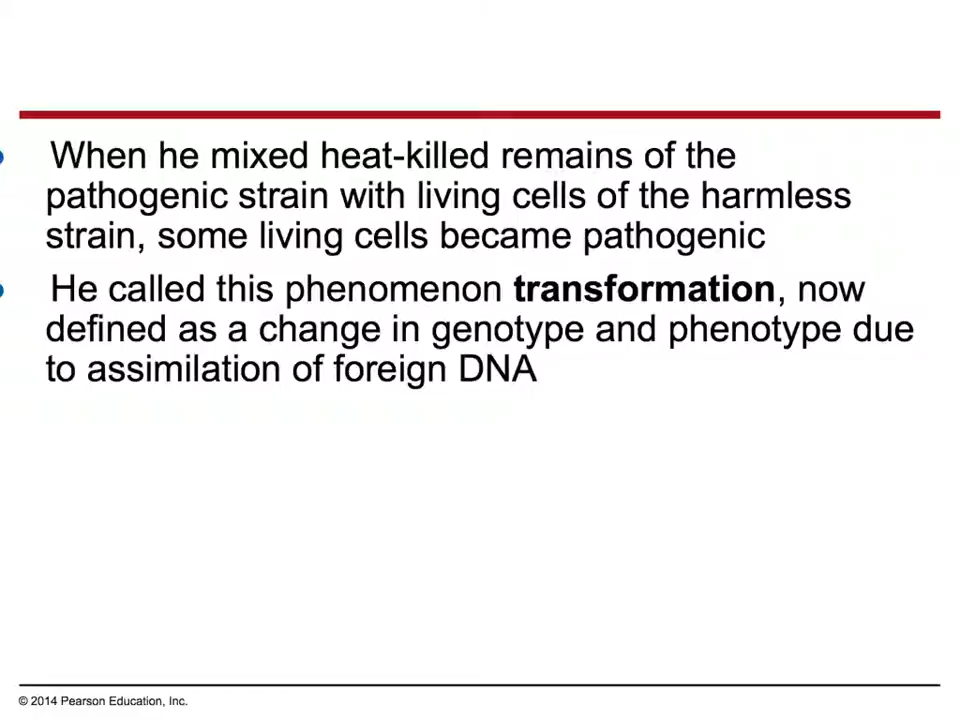 When he mixed heat-killed remains of the
pathogenic strain with living cells of the harmless
strain, some living cells became pathogenic
He called this phenomenon transformation, now
defined as a change in genotype and phenotype due
to assimilation of foreign DNA
© 2014 Pearson Education, Inc.